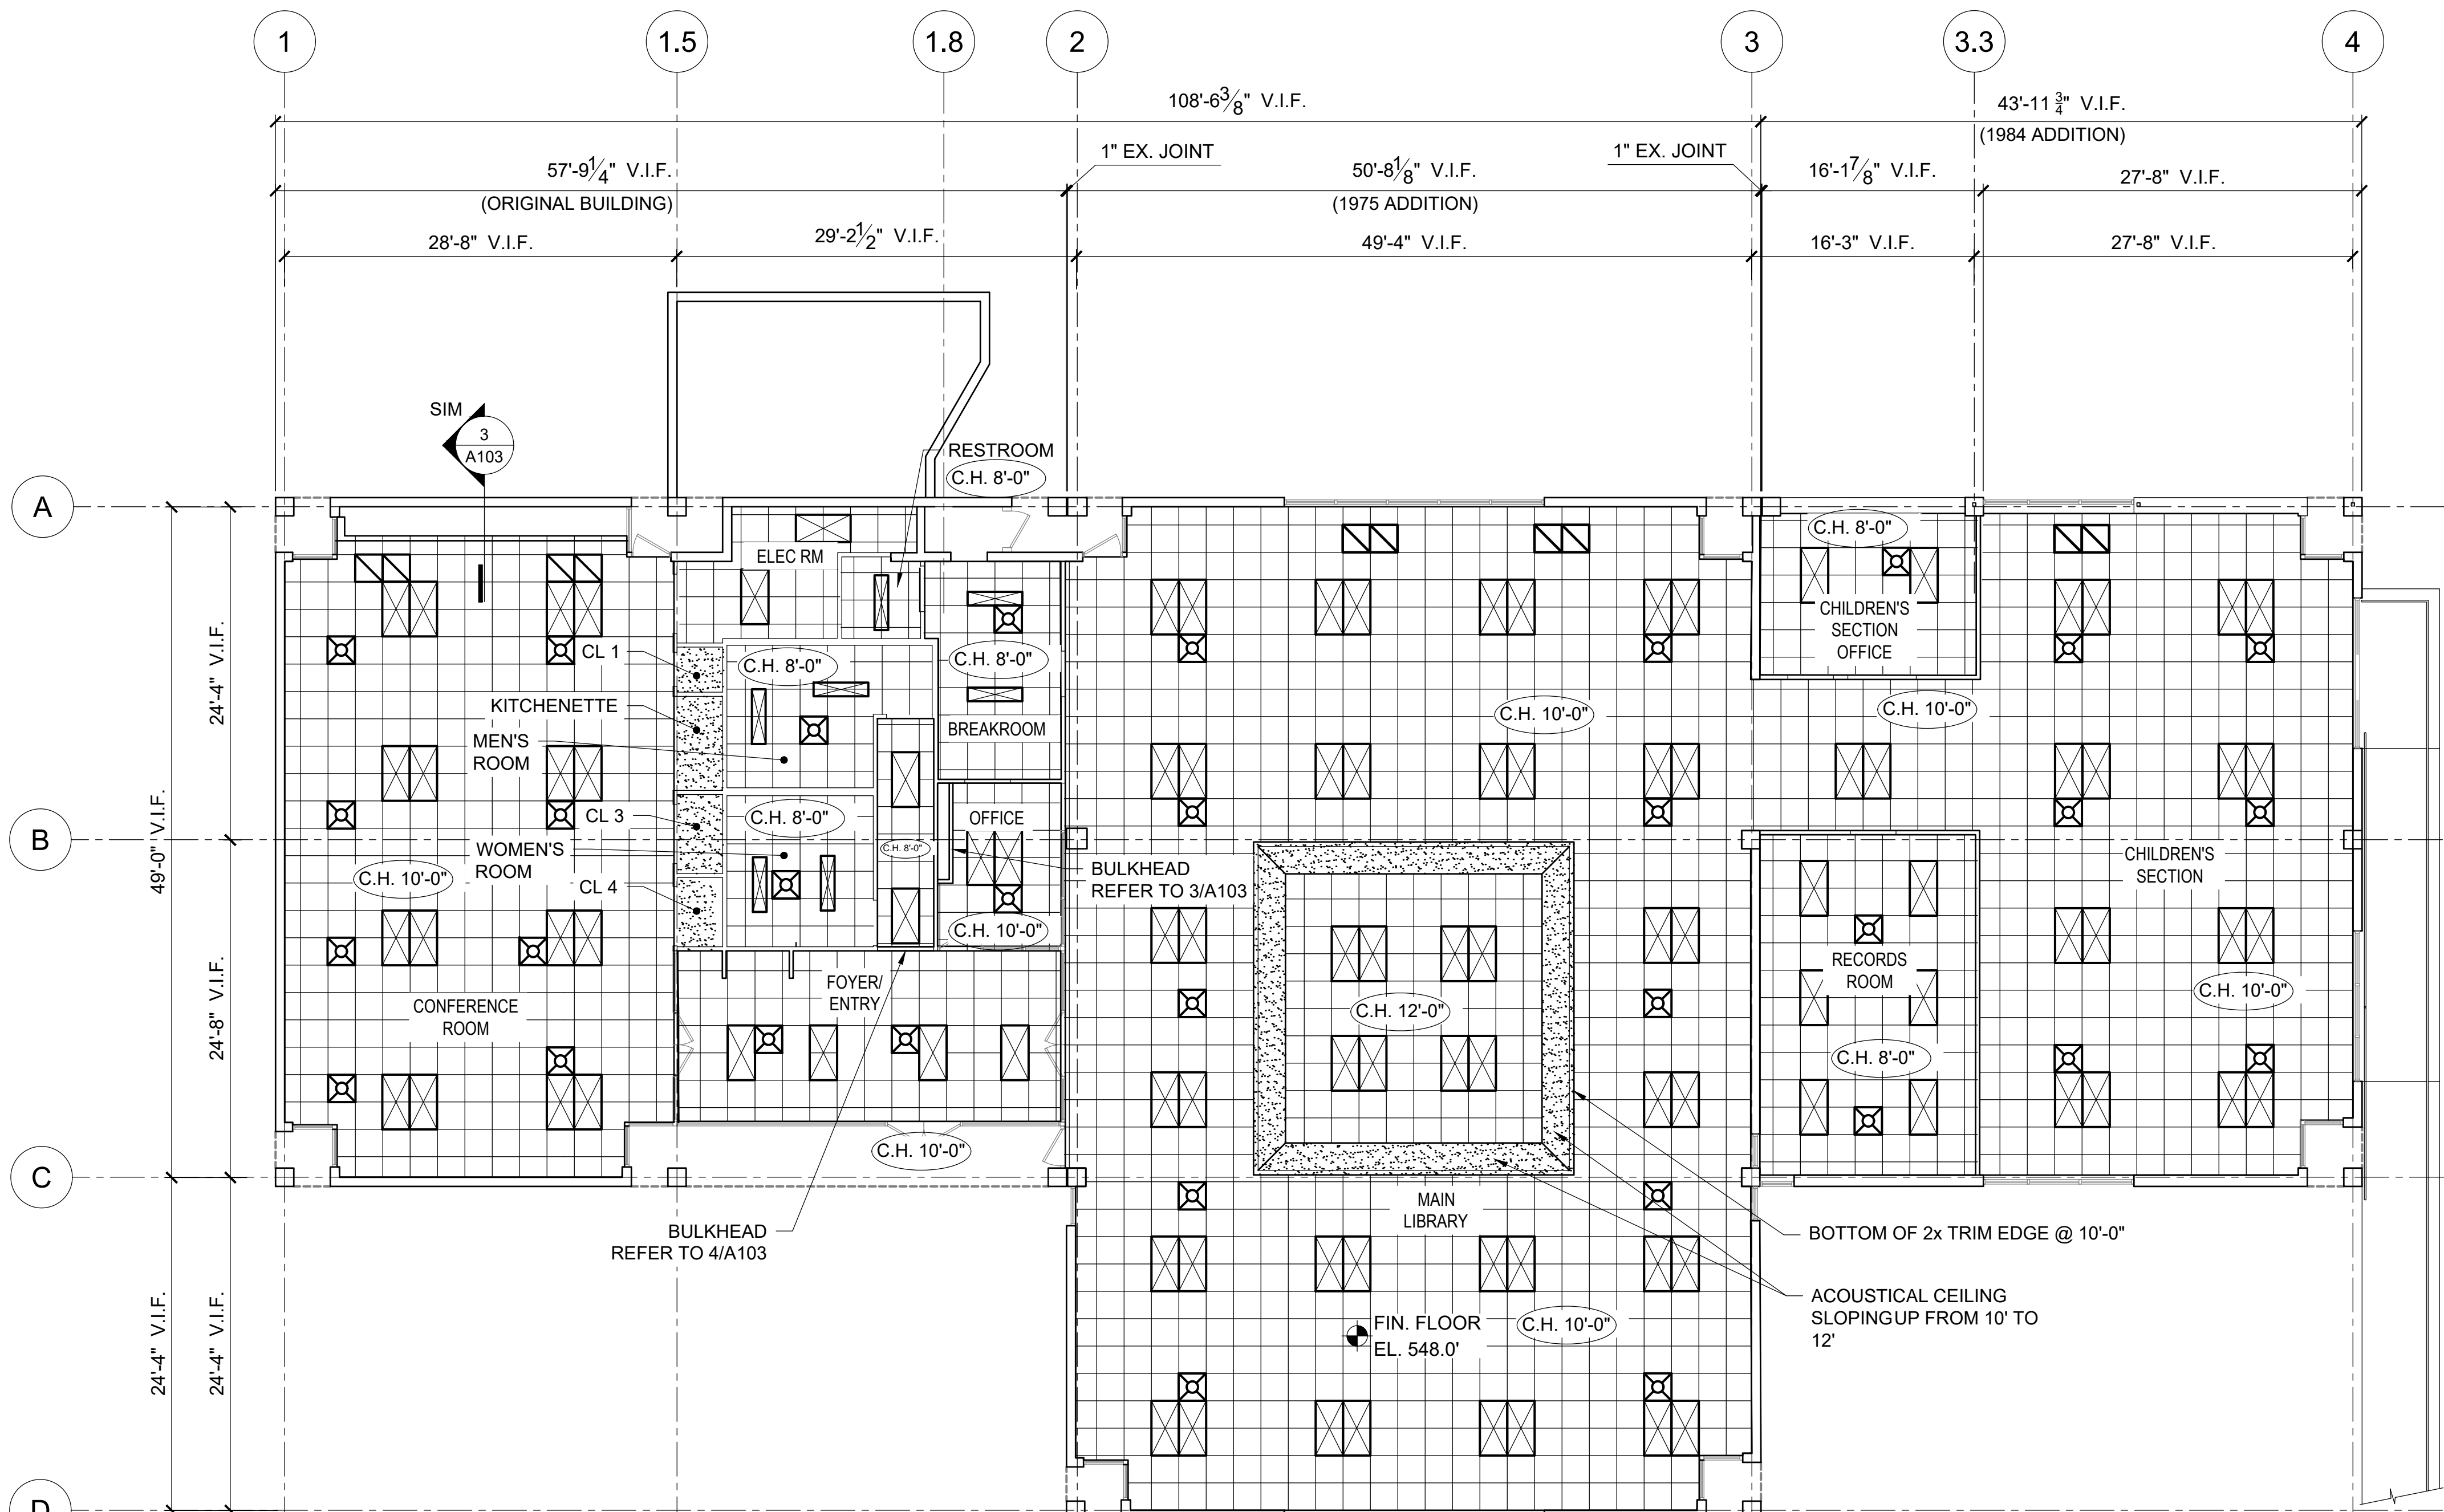 1
1.5
1.8
2
3
3.3
4
108'-6 3/8" V.I.F.
43'-11 3/4" V.I.F.
(1984 ADDITION)
1" EX. JOINT
1" EX. JOINT
57'-9 1/4" V.I.F.
(ORIGINAL BUILDING)
50'-8 1/8" V.I.F.
(1975 ADDITION)
16'-1 7/8" V.I.F.
27'-8" V.I.F.
28'-8" V.I.F.
29'-2 1/2" V.I.F.
49'-4" V.I.F.
16'-3" V.I.F.
27'-8" V.I.F.
SIM
3
A103
RESTROOM
C.H. 8'-0"
A
C.H. 8'-0"
ELEC RM
CHILDREN'S
SECTION
OFFICE
CL 1
C.H. 8'-0"
C.H. 8'-0"
24'-4" V.I.F.
KITCHENETTE
C.H. 10'-0"
C.H. 10'-0"
BREAKROOM
MEN'S
ROOM
49'-0" V.I.F.
CL 3
C.H. 8'-0"
OFFICE
B
WOMEN'S
ROOM
C.H. 8'-0"
CHILDREN'S
SECTION
BULKHEAD
REFER TO 3/A103
C.H. 10'-0"
CL 4
C.H. 10'-0"
RECORDS
ROOM
FOYER/
ENTRY
C.H. 10'-0"
CONFERENCE
ROOM
C.H. 12'-0"
24'-8" V.I.F.
C.H. 8'-0"
C.H. 10'-0"
C
MAIN
LIBRARY
BULKHEAD
REFER TO 4/A103
BOTTOM OF 2x TRIM EDGE @ 10'-0"
ACOUSTICAL CEILING
SLOPING UP FROM 10' TO
12'
FIN. FLOOR
EL. 548.0'
C.H. 10'-0"
24'-4" V.I.F.
24'-4" V.I.F.
D